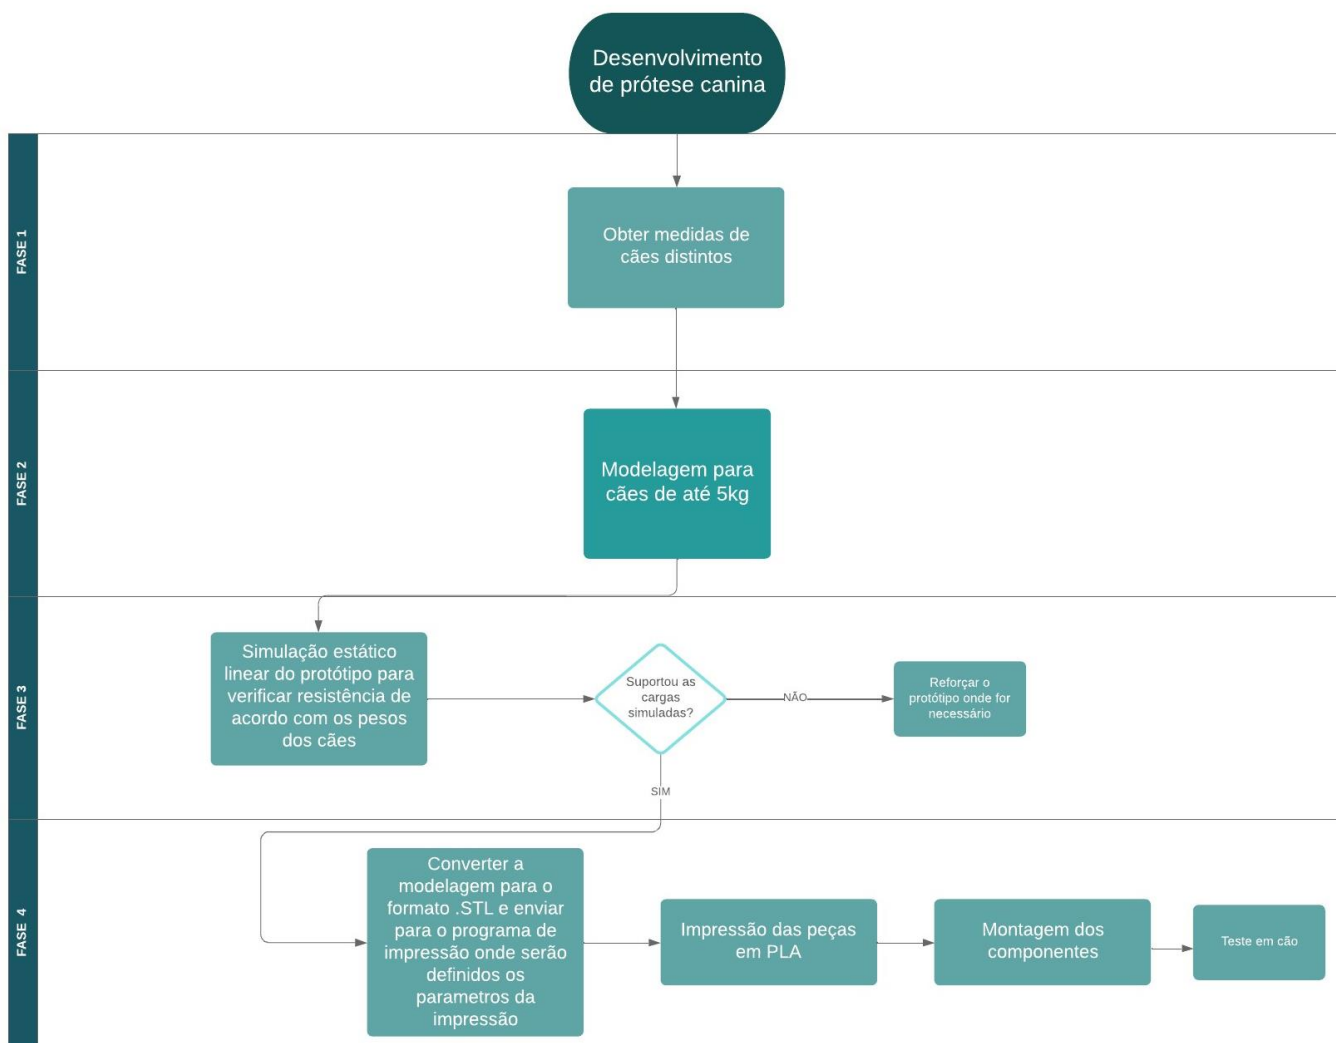 Desenvolvimento
de prótese canina
FASE 1
Obter medidas de
cães distintos
FASE 2
Modelagem para
cães de até 5kg
FASE 3
Simulação estático
linear do protótipo para
verificar resistência de
acordo com os pesos
dos cães
Suportou as
cargas
simuladas?
NÃO
Reforçar o
protótipo onde for
necessário
SIM
FASE 4
Converter a
modelagem para o
formato .STL e enviar
para o programa de
impressão onde serão
definidos os
parametros da
impressão
Impressão das peças
em PLA
Montagem dos
componentes
Teste em cão